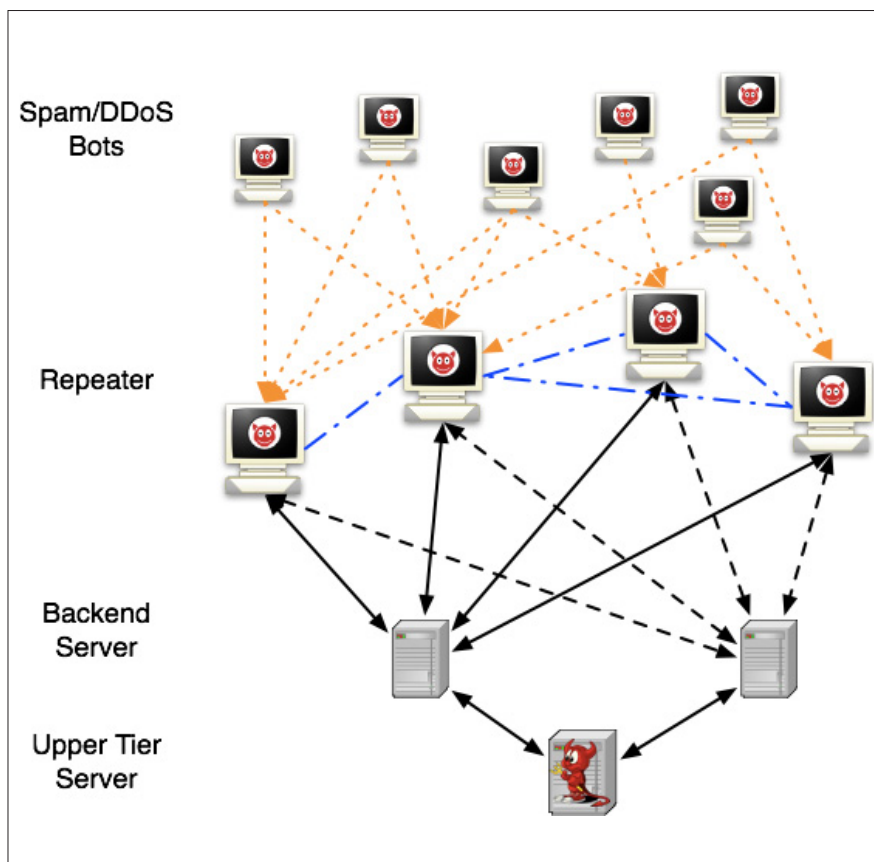 Spam/DDoS
Bots
Repeater
Backend
Server
Upper Tier
Server